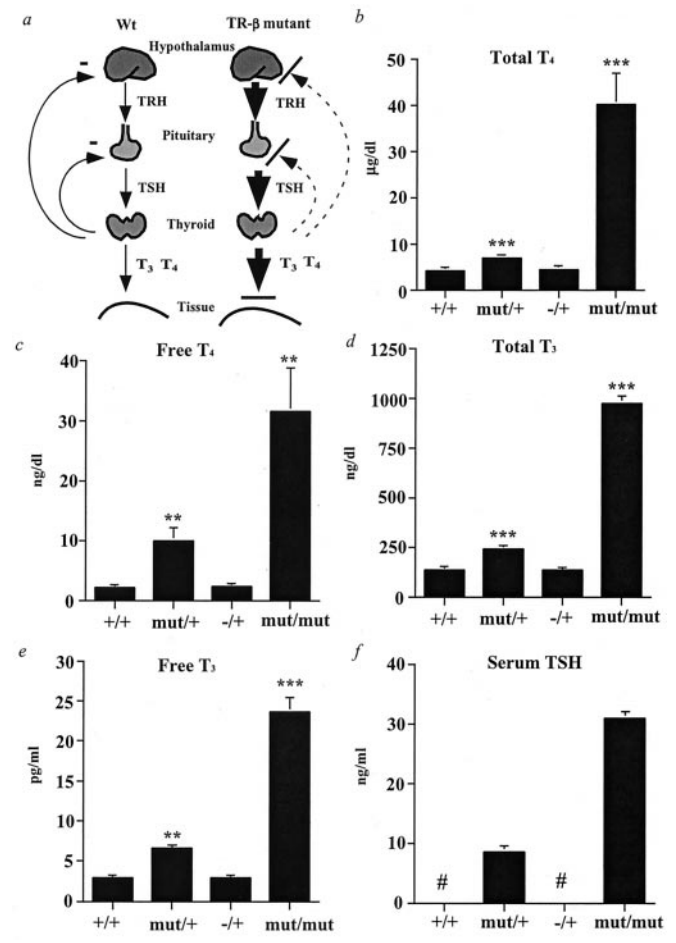 a
Wt
TR-β mutant
Hypothalamus
-
TRH
TRH
-
Pituitary
TSH
TSH
Thyroid
T3 T4
T3 T4
Tissue
b
Total T4
50
40
30
20
10
0
μg/dl
***
***
+/+ mut/+ -/+ mut/mut
c
Free T4
40
30
20
10
0
ng/dl
**
**
+/+ mut/+ -/+ mut/mut
d
Total T3
1250
1000
750
500
250
0
ng/dl
***
***
+/+ mut/+ -/+ mut/mut
e
Free T3
30
25
20
15
10
5
0
pg/ml
**
***
+/+ mut/+ -/+ mut/mut
f
Serum TSH
40
30
20
10
0
ng/ml
# #
+/+ mut/+ -/+ mut/mut